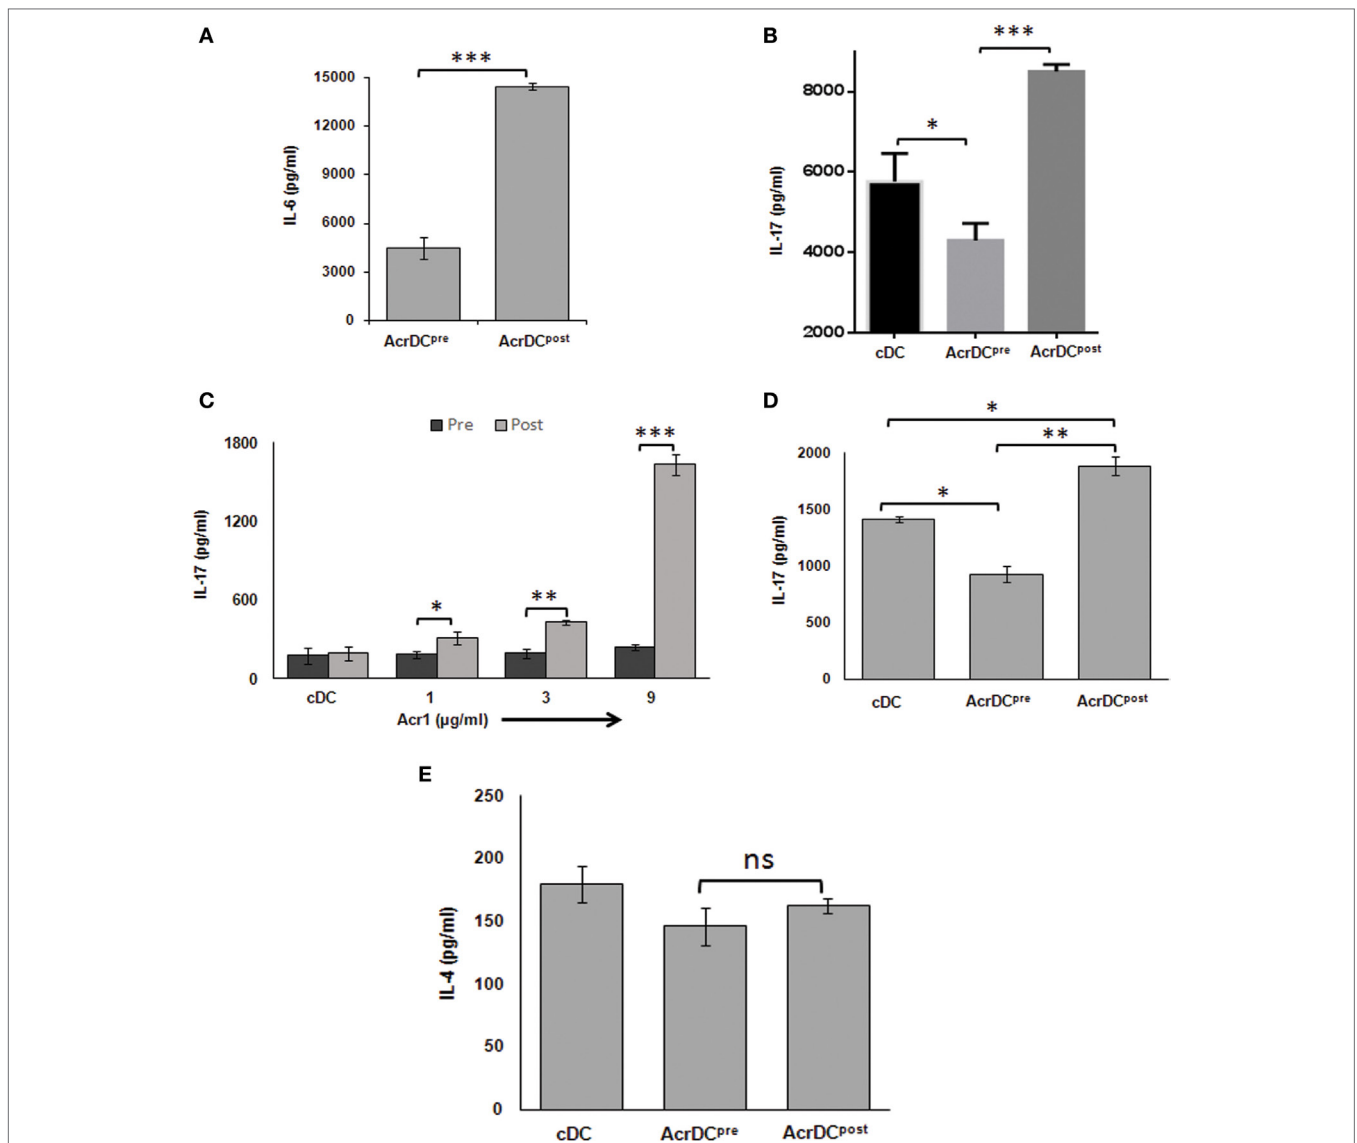 A
***
15000
12000
9000
6000
3000
0
IL-6 (pg/ml)
AcrDCpre
AcrDCpost
B
***
*
8000
6000
4000
2000
IL-17 (pg/ml)
cDC
AcrDCpre
AcrDCpost
C
Pre
Post
***
**
*
1800
1200
600
0
IL-17 (pg/ml)
cDC
1
3
9
Acr1 (µg/ml)
D
*
**
*
2000
1500
1000
500
0
IL-17 (pg/ml)
cDC
AcrDCpre
AcrDCpost
E
ns
250
200
150
100
50
0
IL-4 (pg/ml)
cDC
AcrDCpre
AcrDCpost